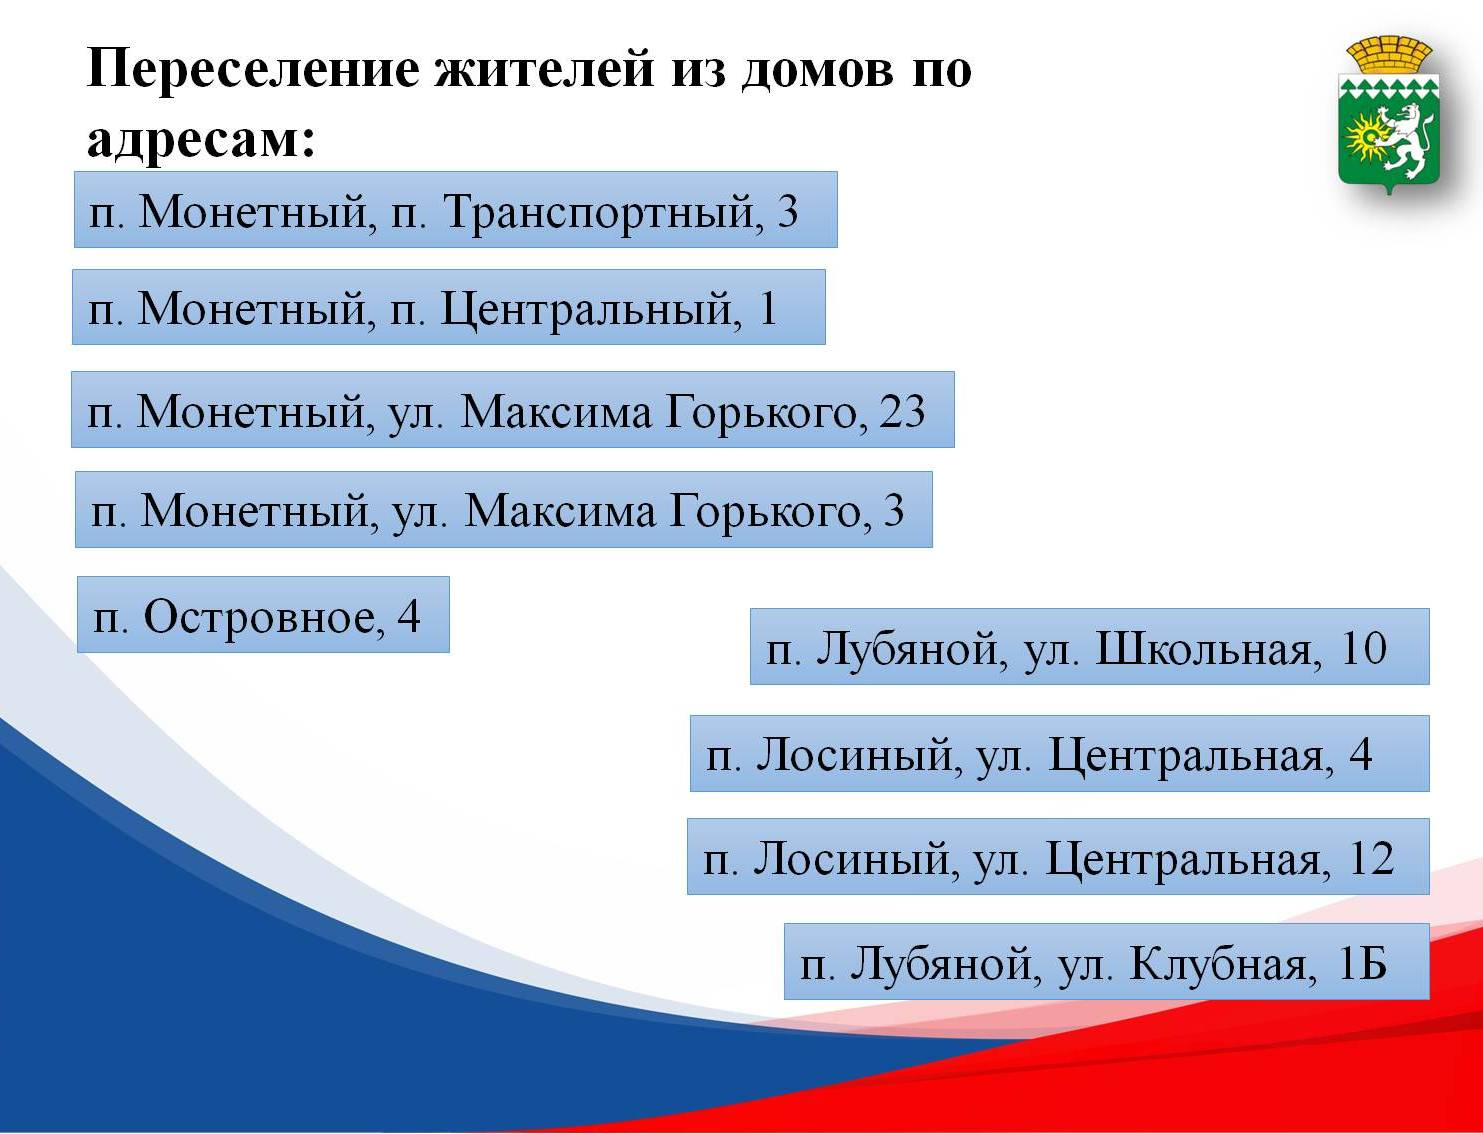 Переселение жителей из домов по
адресам:
п. Монетный, п. Транспортный, 3
п. Монетный, п. Центральный, 1
п. Монетный, ул. Максима Горького, 23
п. Монетный, ул. Максима Горького, 3
п. Островное, 4
п. Лубяной, ул. Школьная, 10
п. Лосиный, ул. Центральная, 4
п. Лосиный, ул. Центральная, 12
п. Лубяной, ул. Клубная, 1Б